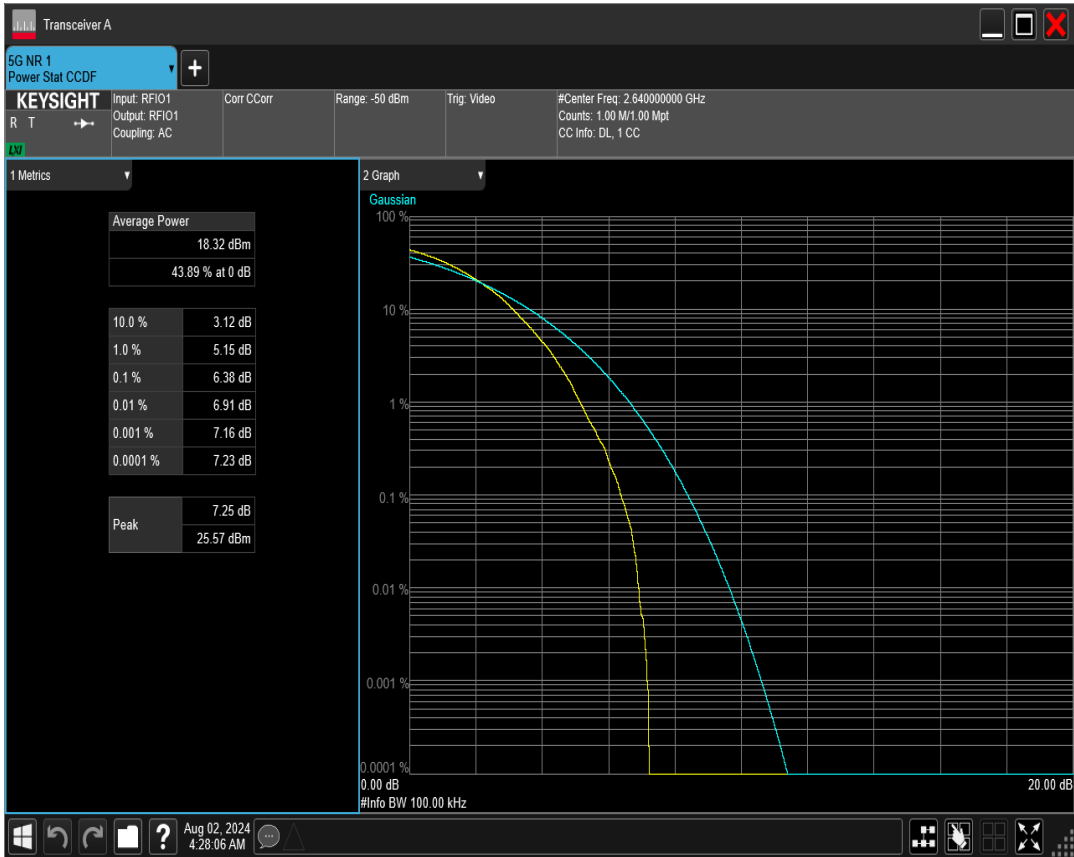 Transceiver A
5G NR 1
Power Stat CCDF
KEYSIGHT
R T
LXI
Input: RFIO1
Output: RFIO1
Coupling: AC
Corr CCorr
Range: -50 dBm
Trig: Video
#Center Freq: 2.640000000 GHz
Counts: 1.00 M/1.00 Mpt
CC Info: DL, 1 CC
1 Metrics
Average Power
18.32 dBm
43.89 % at 0 dB
10.0 % 3.12 dB
1.0 % 5.15 dB
0.1 % 6.38 dB
0.01 % 6.91 dB
0.001 % 7.16 dB
0.0001 % 7.23 dB
Peak
7.25 dB
25.57 dBm
2 Graph
Gaussian
100 %
10 %
1 %
0.1 %
0.01 %
0.001 %
0.0001 %
0.00 dB 20.00 dB
#Info BW 100.00 kHz
?
Aug 02, 2024
4:28:06 AM